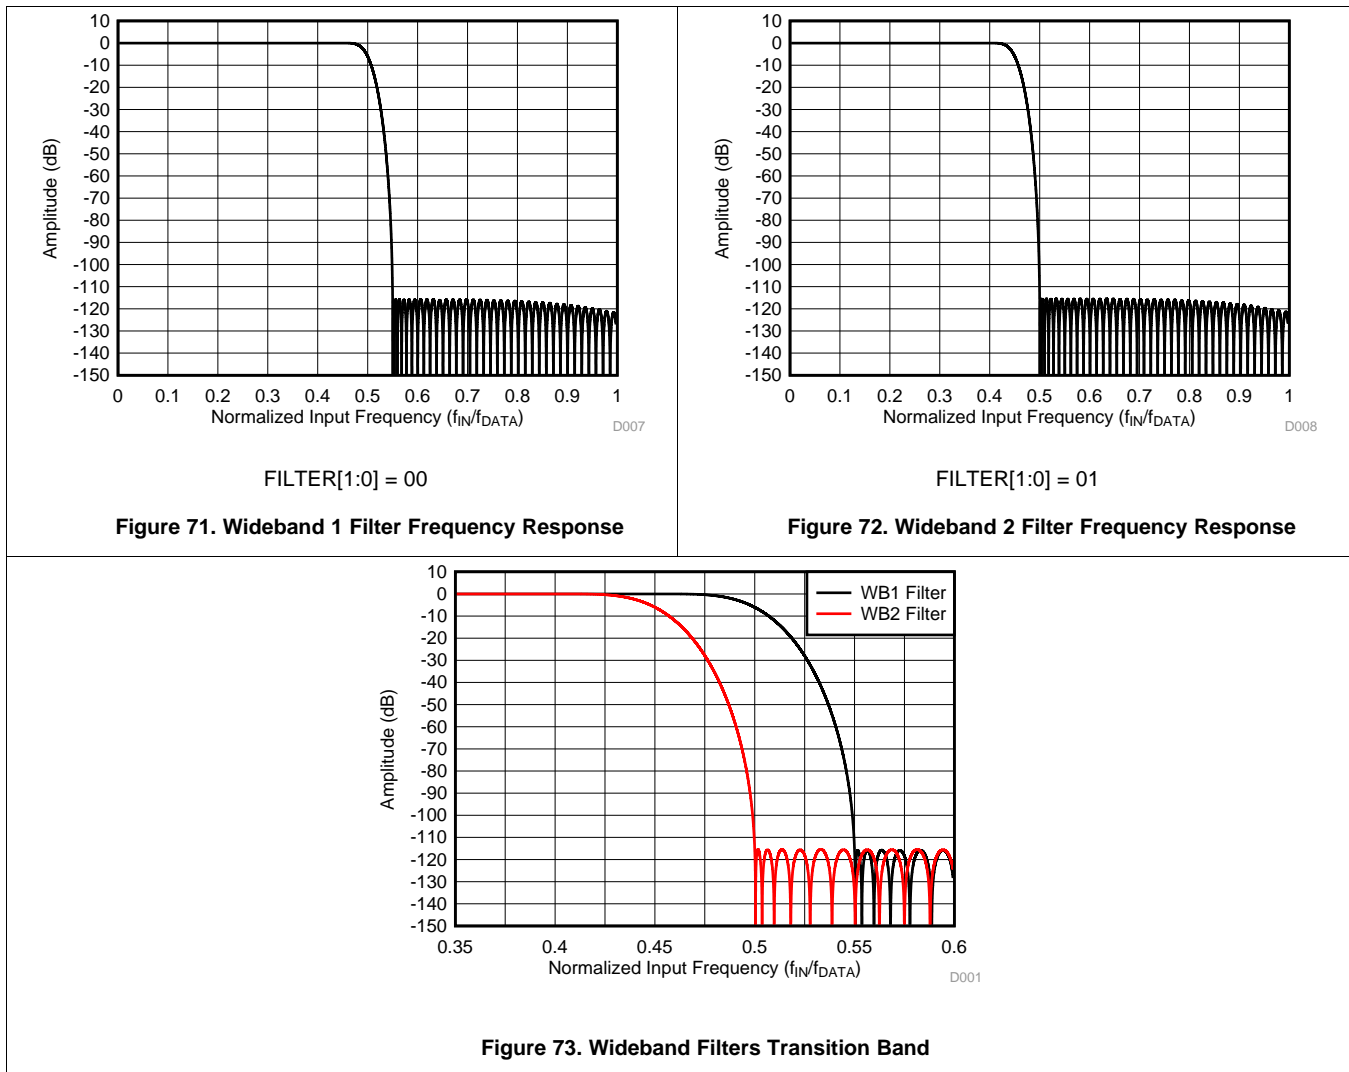 10
0
-10
-20
-30
-40
-50
-60
-70
-80
-90
-100
-110
-120
-130
-140
-150
Amplitude (dB)
0 0.1 0.2 0.3 0.4 0.5 0.6 0.7 0.8 0.9 1
Normalized Input Frequency (fIN/fDATA)
D007
FILTER[1:0] = 00
Figure 71. Wideband 1 Filter Frequency Response
10
0
-10
-20
-30
-40
-50
-60
-70
-80
-90
-100
-110
-120
-130
-140
-150
Amplitude (dB)
0 0.1 0.2 0.3 0.4 0.5 0.6 0.7 0.8 0.9 1
Normalized Input Frequency (fIN/fDATA)
D008
FILTER[1:0] = 01
Figure 72. Wideband 2 Filter Frequency Response
10
0
-10
-20
-30
-40
-50
-60
-70
-80
-90
-100
-110
-120
-130
-140
-150
Amplitude (dB)
WB1 Filter
WB2 Filter
0.35 0.4 0.45 0.5 0.55 0.6
Normalized Input Frequency (fIN/fDATA)
D001
Figure 73. Wideband Filters Transition Band